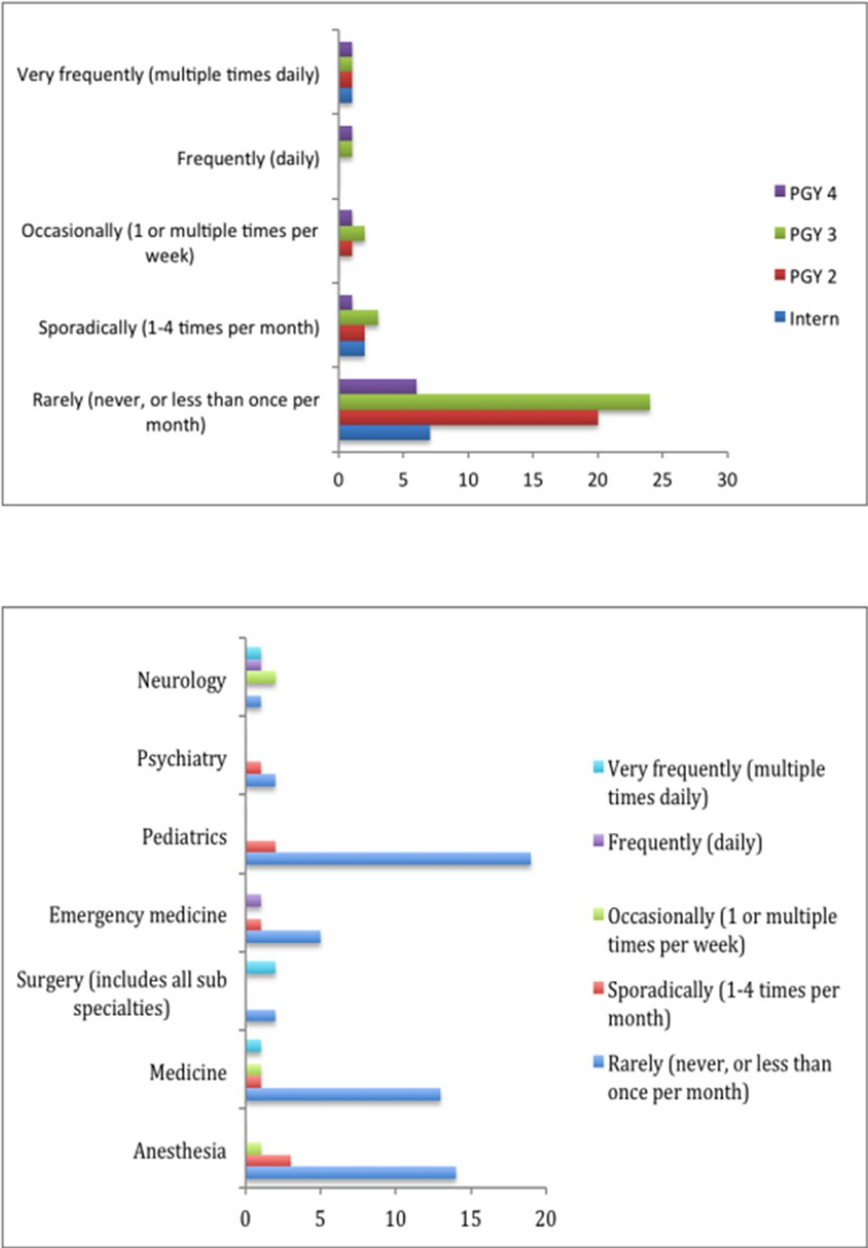 Very frequently (multiple times daily)
Frequently (daily)
Occasionally (1 or multiple times per
week)
Sporadically (1-4 times per month)
Rarely (never, or less than once per
month)
0 5 10 15 20 25 30
PGY 4
PGY 3
PGY 2
Intern
Neurology
Psychiatry
Pediatrics
Emergency medicine
Surgery (includes all sub
specialties)
Medicine
Anesthesia
0 5 10 15 20
Very frequently (multiple
times daily)
Frequently (daily)
Occasionally (1 or multiple
times per week)
Sporadically (1-4 times per
month)
Rarely (never, or less than
once per month)